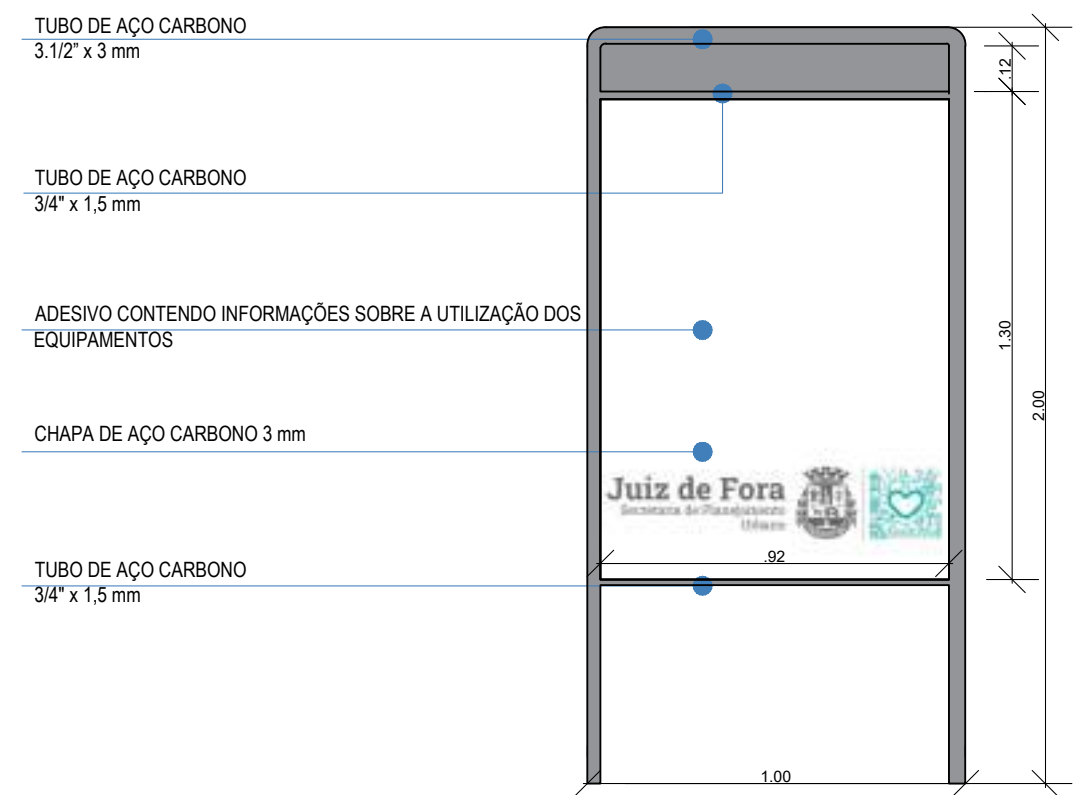 TUBO DE AÇO CARBONO
3.1/2” x 3 mm
.12
TUBO DE AÇO CARBONO
3/4" x 1,5 mm
ADESIVO CONTENDO INFORMAÇÕES SOBRE A UTILIZAÇÃO DOS
EQUIPAMENTOS
1.30
2.00
CHAPA DE AÇO CARBONO 3 mm
Juiz de Fora
Secretaria de Planejamento
Urbano
.92
TUBO DE AÇO CARBONO
3/4" x 1,5 mm
1.00